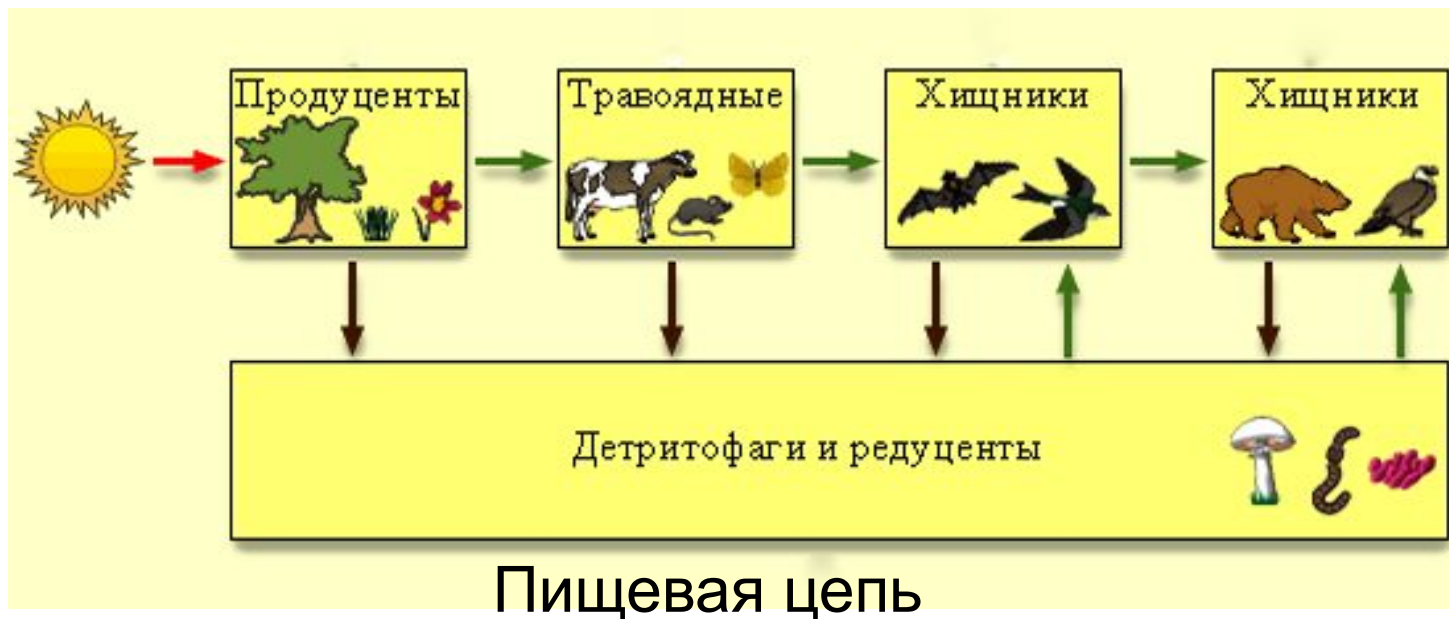 Продуценты
Травоядные
Хищники
Хищники
Детритофаги и редуценты
Пищевая цепь